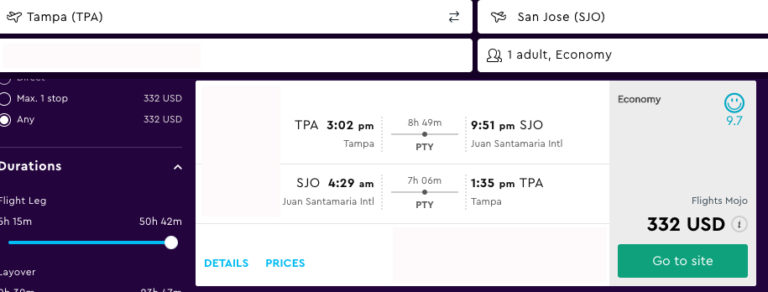 Tampa (TPA)
San Jose (SJO)
1 adult, Economy
Direct
Max. 1 stop 332 USD
Any 332 USD
Durations
Flight Leg
5h 15m 50h 42m
Layover
TPA 3:02 pm 8h 49m 9:51 pm SJO
Tampa PTY Juan Santamaria Intl
SJO 4:29 am 7h 06m 1:35 pm TPA
Juan Santamaria Intl PTY Tampa
DETAILS PRICES
Economy
9.7
Flights Mojo
332 USD i
Go to site